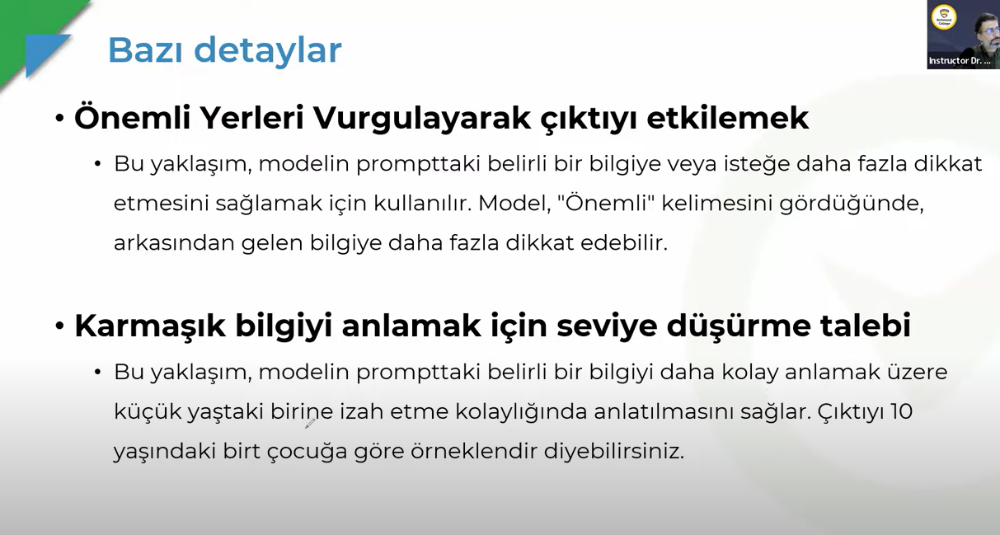 Bazı detaylar
Richmond
College
Instructor Dr. ...
• Önemli Yerleri Vurgulayarak çıktıyı etkilemek
• Bu yaklaşım, modelin prompttaki belirli bir bilgiye veya isteğe daha fazla dikkat
etmesini sağlamak için kullanılır. Model, "Önemli" kelimesini gördüğünde,
arkasından gelen bilgiye daha fazla dikkat edebilir.
• Karmaşık bilgiyi anlamak için seviye düşürme talebi
• Bu yaklaşım, modelin prompttaki belirli bir bilgiyi daha kolay anlamak üzere
küçük yaştaki birine izah etme kolaylığında anlatılmasını sağlar. Çıktıyı 10
yaşındaki birt çocuğa göre örneklendir diyebilirsiniz.